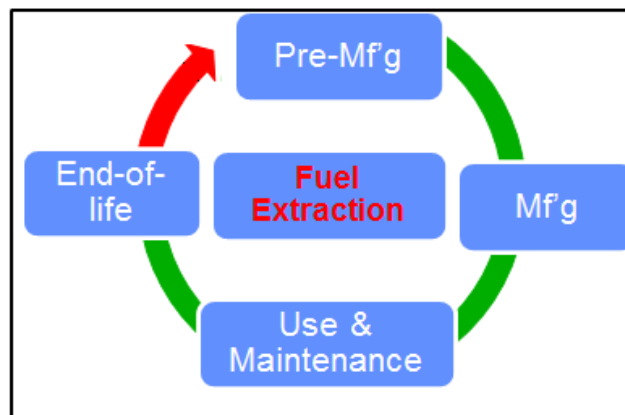 Pre-Mf'g
End-of-
life
Fuel
Extraction
Mf'g
Use &
Maintenance